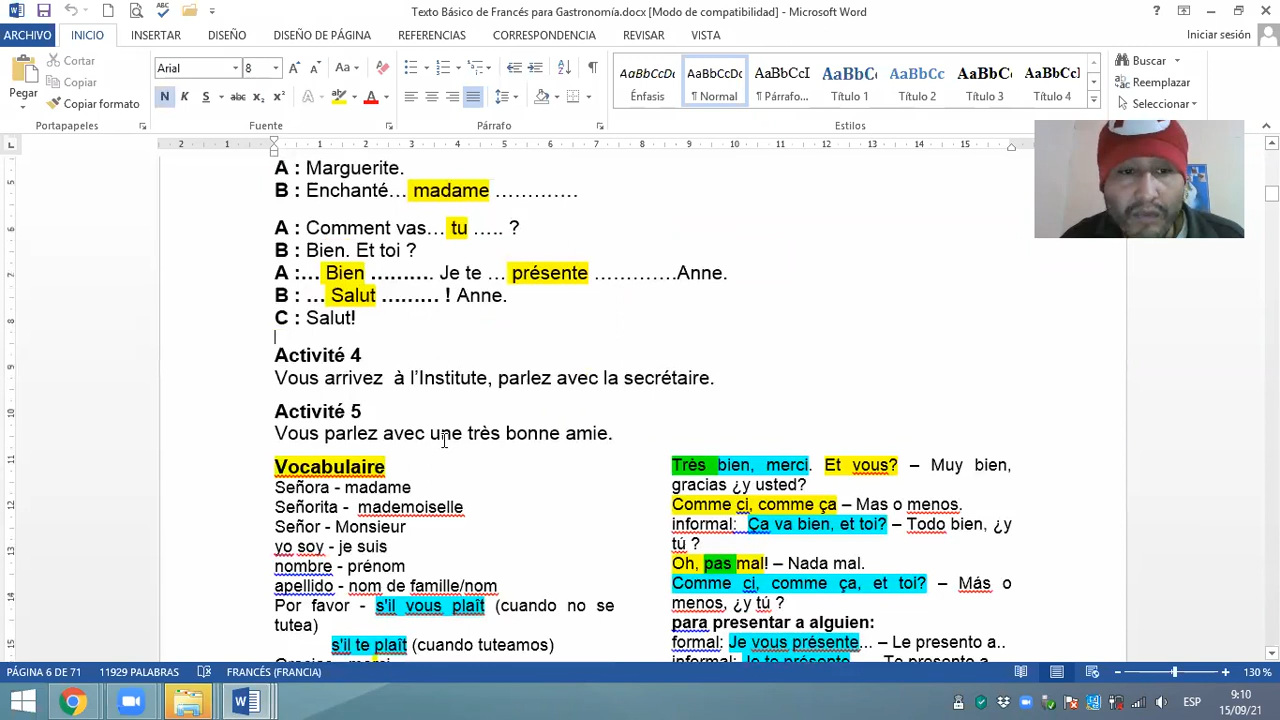 Texto Básico de Francés para Gastronomía.docx [Modo de compatibilidad] - Microsoft Word
ARCHIVO INICIO INSERTAR DISEÑO DISEÑO DE PÁGINA REFERENCIAS CORRESPONDENCIA REVISAR VISTA Iniciar sesión
Cortar
Copiar
Copiar formato
Pegar
Arial 8
AaBbCcDc AaBbCcDc AaBbCcI AaBbC AaBbCc AaBbCc AaBbCcI
Énfasis ¶ Normal ¶ Párrafo... Título 1 Título 2 Título 3 Título 4
Buscar
Reemplazar
Seleccionar
Portapapeles Fuente Párrafo Estilos
A : Marguerite.
B : Enchanté… madame ………….
A : Comment vas… tu ….. ?
B : Bien. Et toi ?
A :… Bien ………. Je te … présente ………….Anne.
B : … Salut ……… ! Anne.
C : Salut!
Activité 4
Vous arrivez à l’Institute, parlez avec la secrétaire.
Activité 5
Vous parlez avec une très bonne amie.
Vocabulaire
Señora - madame
Señorita - mademoiselle
Señor - Monsieur
yo soy - je suis
nombre - prénom
apellido - nom de famille/nom
Por favor - s'il vous plaît (cuando no se
tutea)
s'il te plaît (cuando tuteamos)
Très bien, merci. Et vous? – Muy bien,
gracias ¿y usted?
Comme ci, comme ça – Mas o menos.
informal: Ça va bien, et toi? – Todo bien, ¿y
tú ?
Oh, pas mal! – Nada mal.
Comme ci, comme ça, et toi? – Más o
menos, ¿y tú ?
para presentar a alguien:
formal: Je vous présente... – Le presento a..
informal: Je te présente... – Te presento a
PÁGINA 6 DE 71 11929 PALABRAS FRANCÉS (FRANCIA) 130 %
ESP
9:10
15/09/21